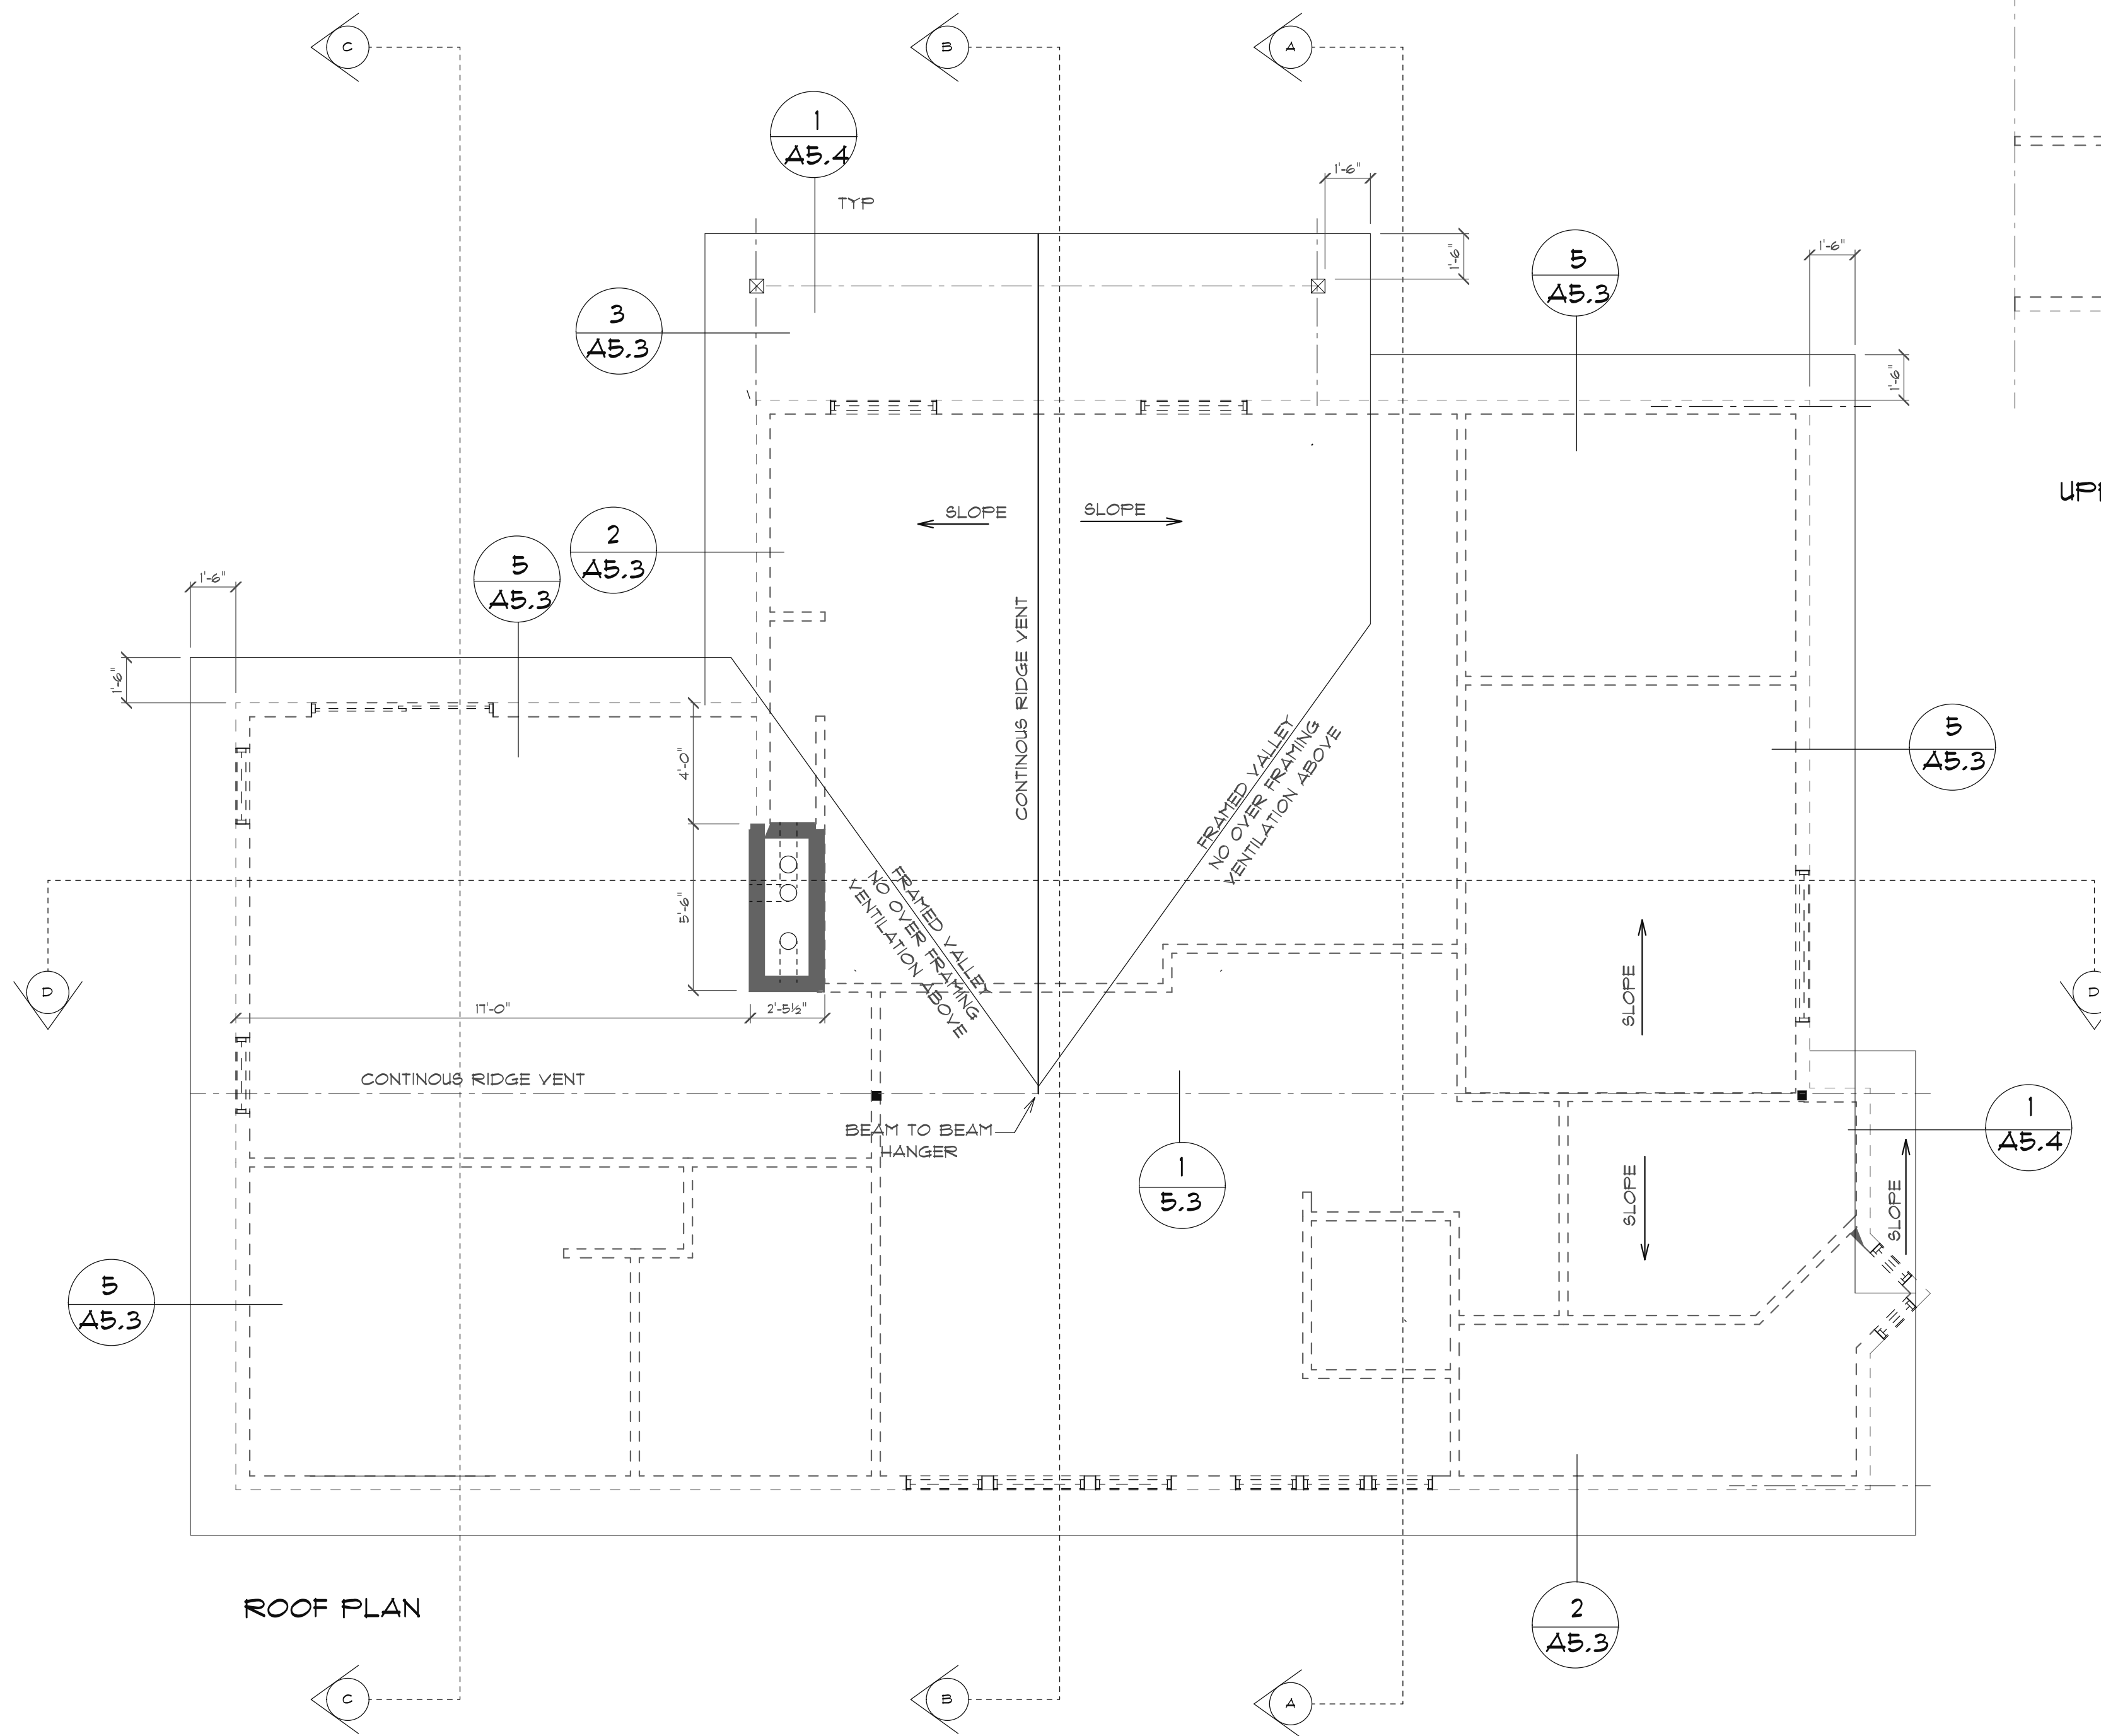 C
B
A
1
A5.4
TYP
1'-6"
1'-6"
5
A5.3
1'-6"
1'-6"
3
A5.3
2
A5.3
SLOPE
SLOPE
5
A5.3
1'-6"
1'-6"
CONTINOUS RIDGE VENT
4'-0"
5'-6"
FRAMED VALLEY
NO OVER FRAMING
VENTILATION ABOVE
FRAMED VALLEY
NO OVER FRAMING
VENTILATION ABOVE
5
A5.3
D
D
17'-0"
2'-5½"
SLOPE
CONTINOUS RIDGE VENT
BEAM TO BEAM
HANGER
1
5.3
SLOPE
SLOPE
1
A5.4
5
A5.3
ROOF PLAN
2
A5.3
C
B
A